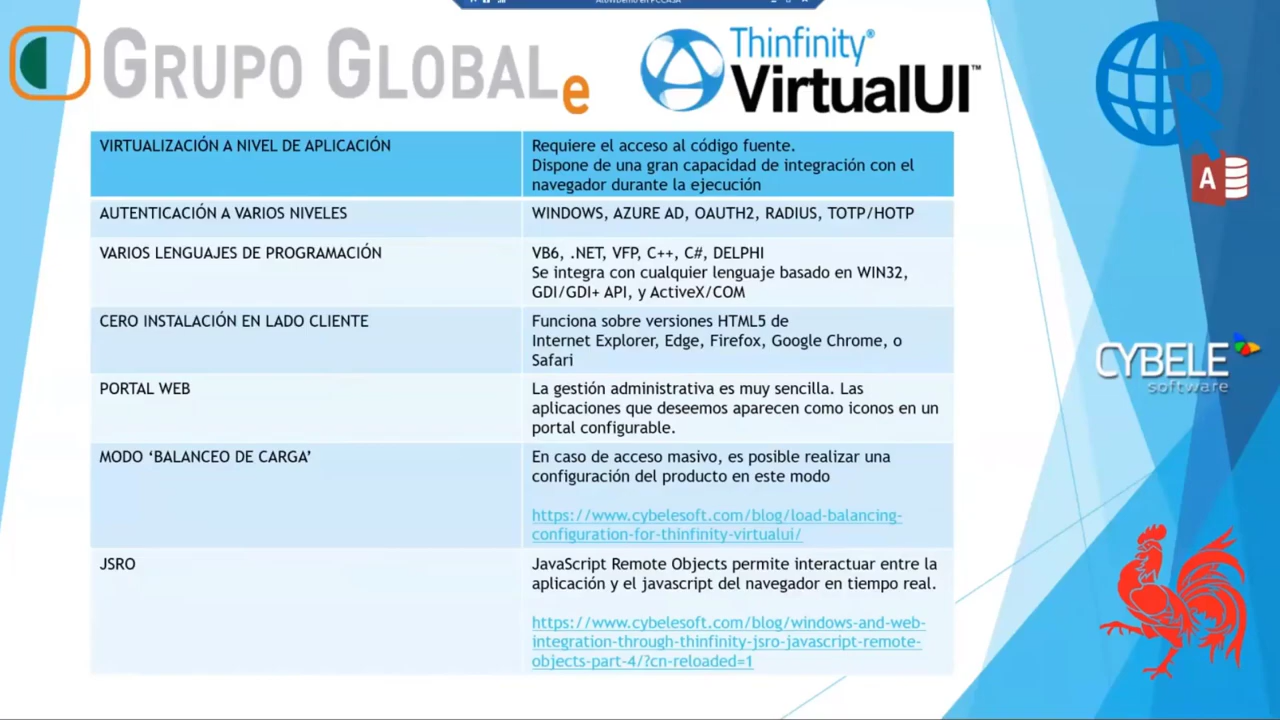 GRUPO GLOBALe
Thinfinity®
VirtualUI™
VIRTUALIZACIÓN A NIVEL DE APLICACIÓN
Requiere el acceso al código fuente.
Dispone de una gran capacidad de integración con el
navegador durante la ejecución
AUTENTICACIÓN A VARIOS NIVELES
WINDOWS, AZURE AD, OAUTH2, RADIUS, TOTP/HOTP
VARIOS LENGUAJES DE PROGRAMACIÓN
VB6, .NET, VFP, C++, C#, DELPHI
Se integra con cualquier lenguaje basado en WIN32,
GDI/GDI+ API, y ActiveX/COM
CERO INSTALACIÓN EN LADO CLIENTE
Funciona sobre versiones HTML5 de
Internet Explorer, Edge, Firefox, Google Chrome, o
Safari
PORTAL WEB
La gestión administrativa es muy sencilla. Las
aplicaciones que deseemos aparecen como iconos en un
portal configurable.
MODO ‘BALANCEO DE CARGA’
En caso de acceso masivo, es posible realizar una
configuración del producto en este modo
https://www.cybelesoft.com/blog/load-balancing-
configuration-for-thinfinity-virtualui/
JSRO
JavaScript Remote Objects permite interactuar entre la
aplicación y el javascript del navegador en tiempo real.
https://www.cybelesoft.com/blog/windows-and-web-
integration-through-thinfinity-jsro-javascript-remote-
objects-part-4/?cn-reloaded=1
A
CYBELE
software